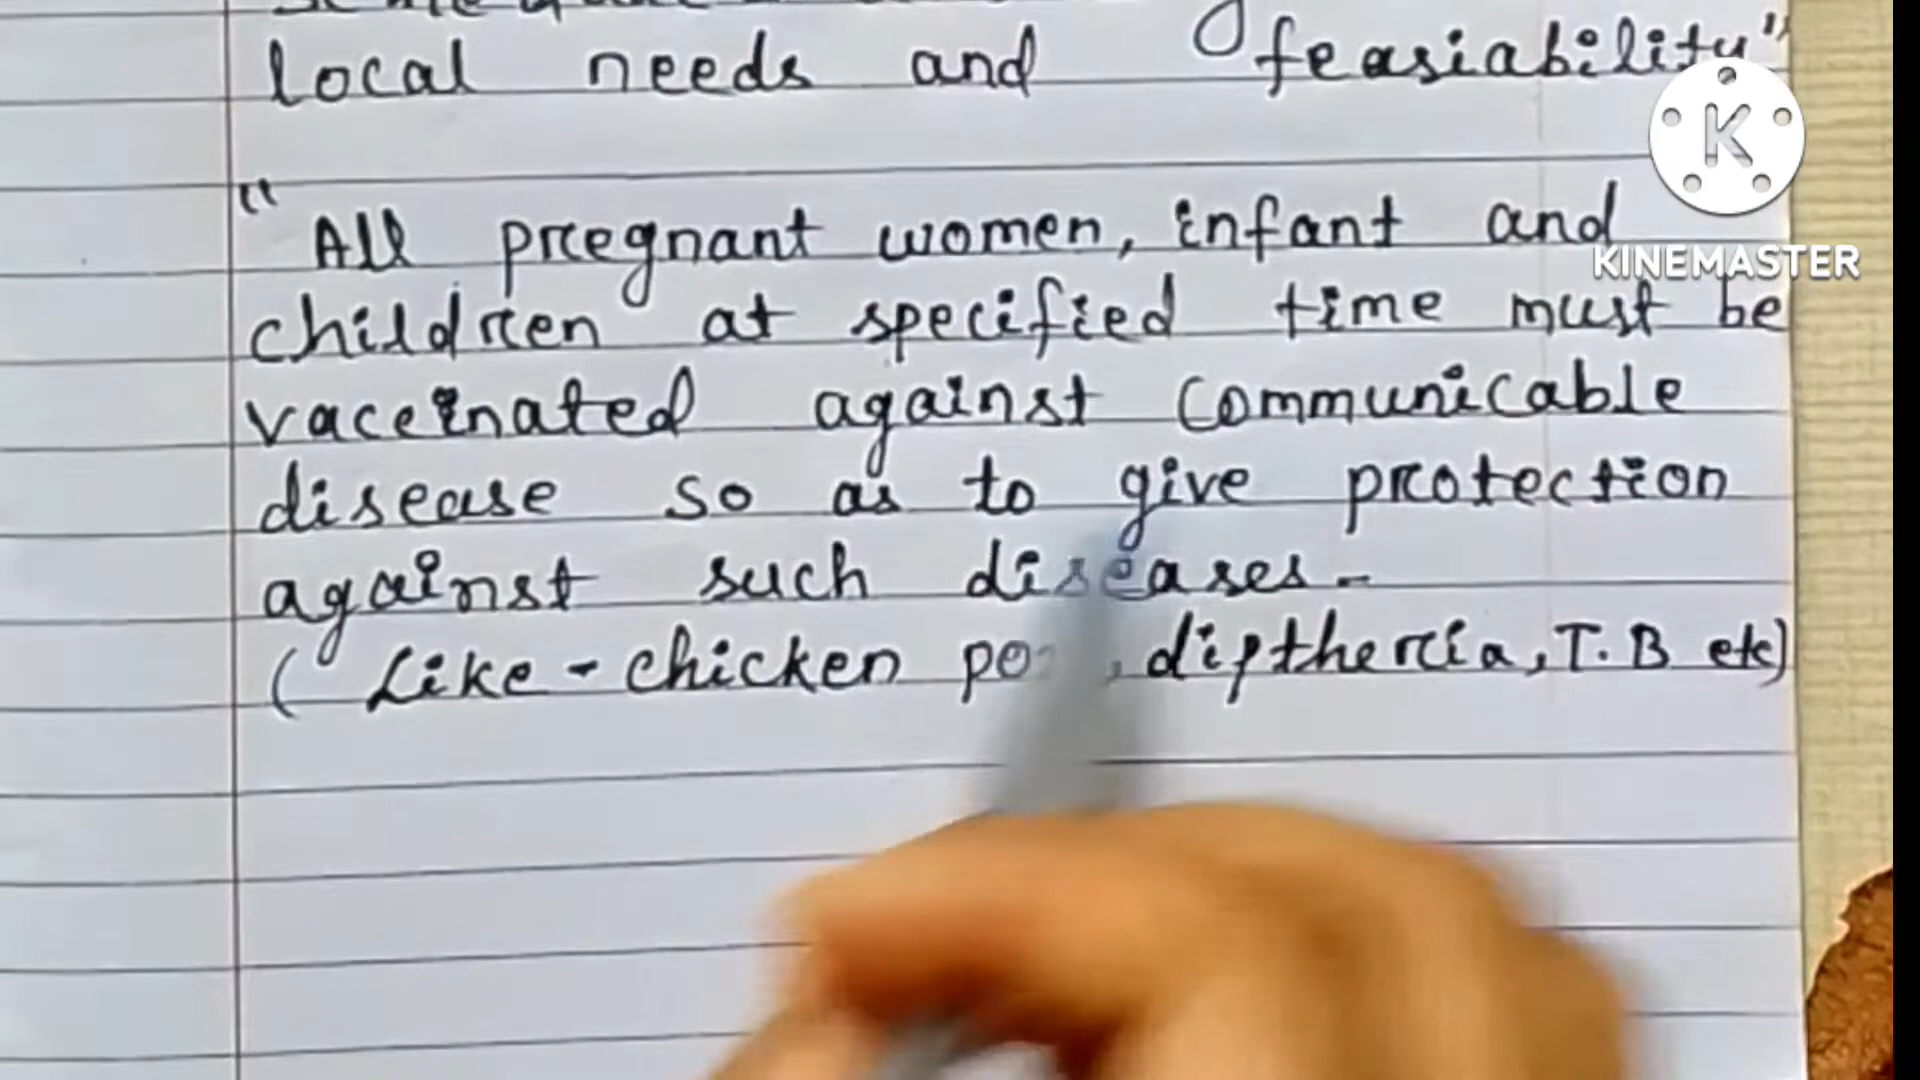 local needs and feasiability"
"All pregnant women, infant and
children at specified time must be
vaccinated against communicable
disease so as to give protection
against such diseases.
(Like - chicken pox, diptheria, T.B etc)
K
KINEMASTER